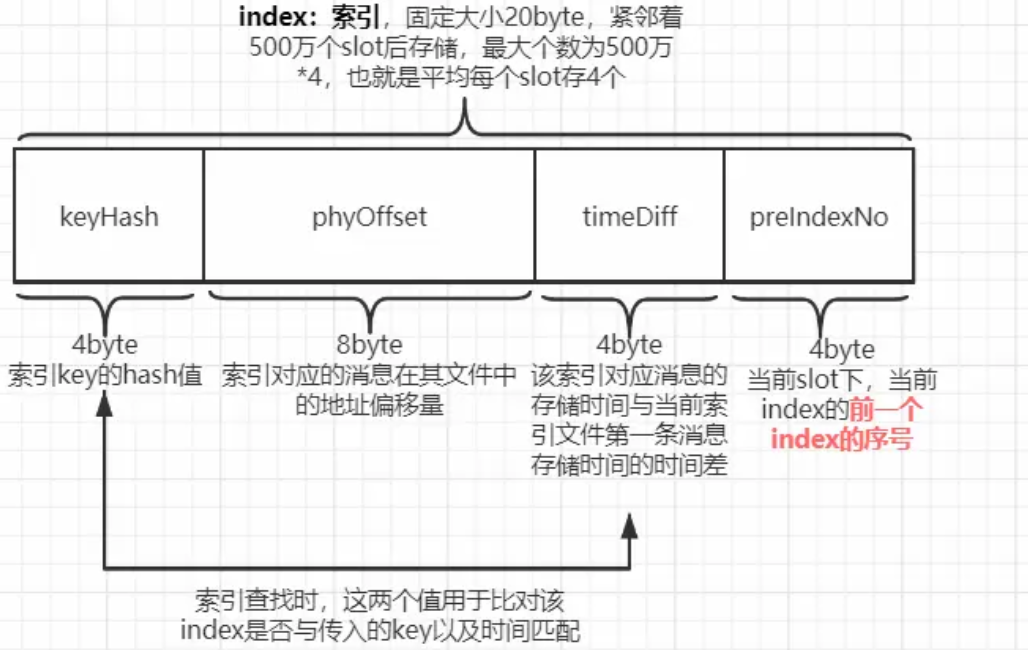 index：索引，固定大小20byte，紧邻着
500万个slot后存储，最大个数为500万
*4，也就是平均每个slot存4个
keyHash
phyOffset
timeDiff
preIndexNo
4byte
索引key的hash值
8byte
索引对应的消息在其文件中
的地址偏移量
4byte
该索引对应消息的
存储时间与当前索
引文件第一条消息
存储时间的时间差
4byte
当前slot下，当前
index的前一个
index的序号
索引查找时，这两个值用于比对该
index是否与传入的key以及时间匹配